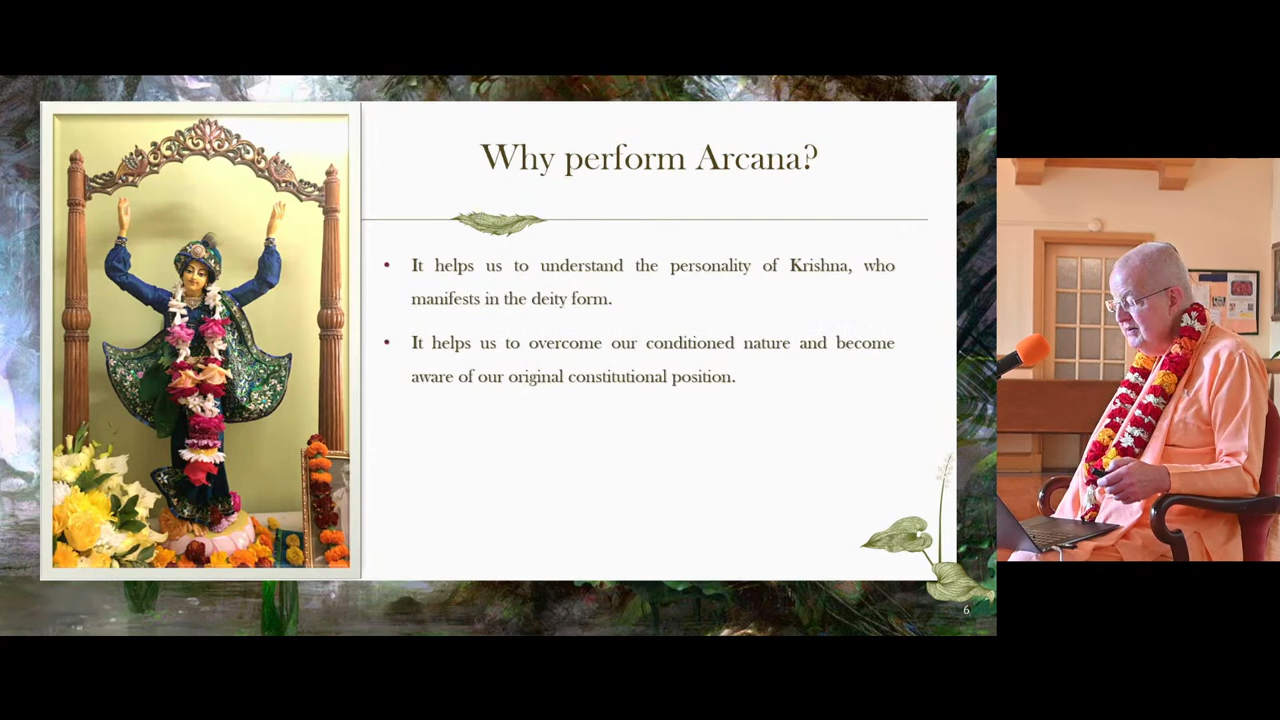 Why perform Arcana?
• It helps us to understand the personality of Krishna, who
manifests in the deity form.
• It helps us to overcome our conditioned nature and become
aware of our original constitutional position.
6